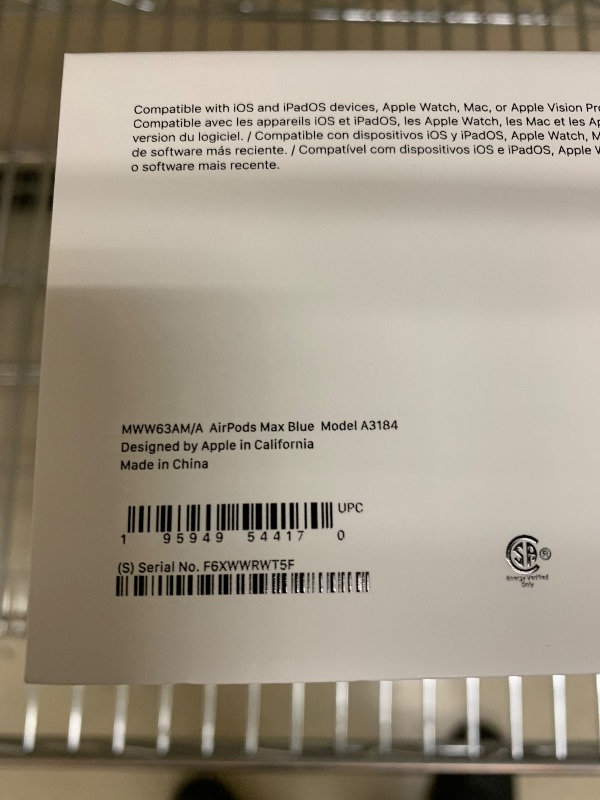 Compatible with iOS and iPadOS devices, Apple Watch, Mac, or Apple Vision Pro
Compatible avec les appareils iOS et iPadOS, les Apple Watch, les Mac et les Ap
version du logiciel. / Compatible con dispositivos iOS y iPadOS, Apple Watch, M
de software más reciente. / Compatível com dispositivos iOS e iPadOS, Apple W
o software mais recente.
MWW63AM/A AirPods Max Blue Model A3184
Designed by Apple in California
Made in China
UPC
1 95949 54417 0
(S) Serial No. F6XWWRWT5F
SA ®
Energy Verified
Only